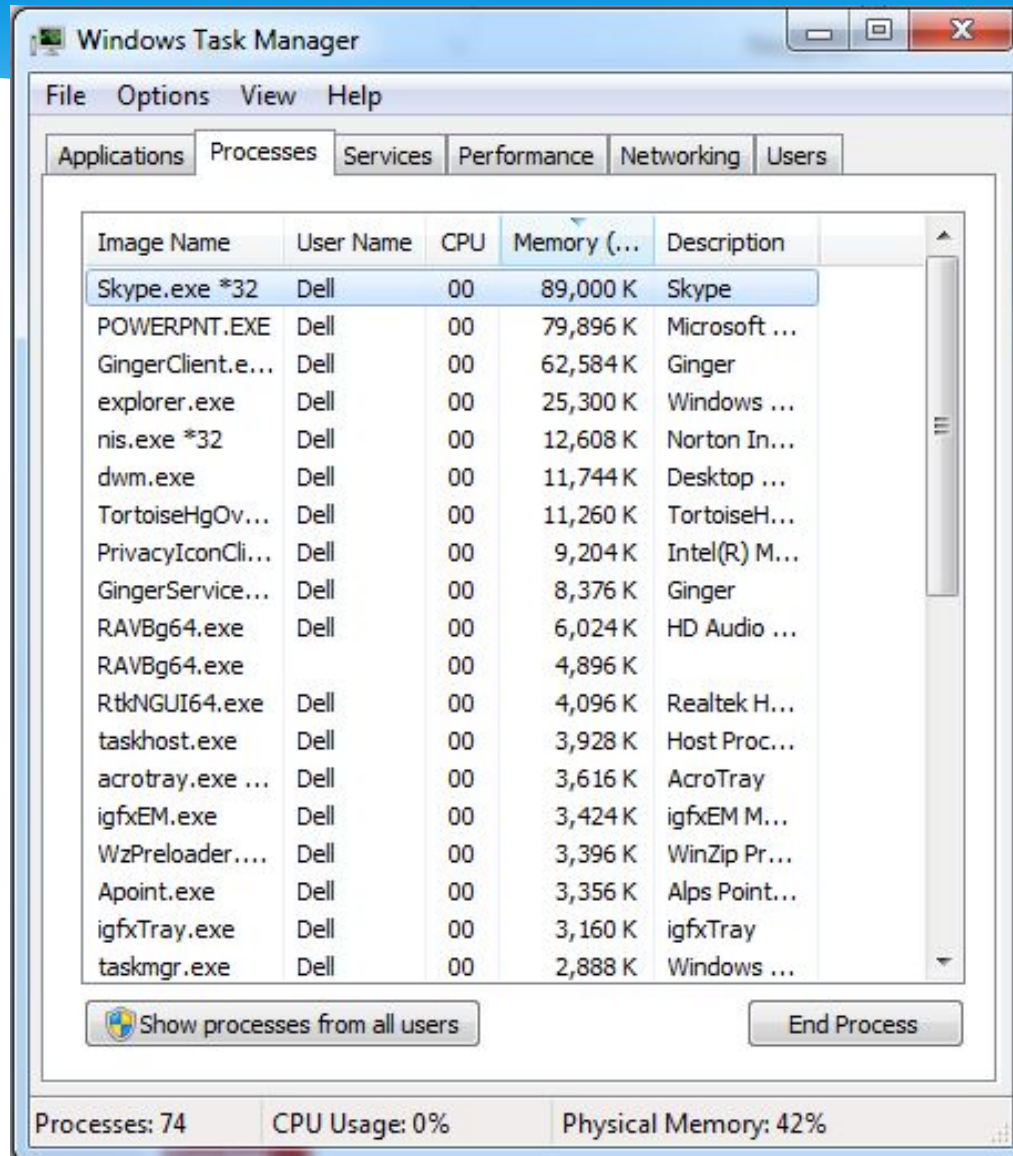 Windows Task Manager
File Options View Help
Applications Processes Services Performance Networking Users
Image Name User Name CPU Memory (... Description
Skype.exe *32 Dell 00 89,000 K Skype
POWERPNT.EXE Dell 00 79,896 K Microsoft ...
GingerClient.e... Dell 00 62,584 K Ginger
explorer.exe Dell 00 25,300 K Windows ...
nis.exe *32 Dell 00 12,608 K Norton In...
dwm.exe Dell 00 11,744 K Desktop ...
TortoiseHgOv... Dell 00 11,260 K TortoiseH...
PrivacyIconCli... Dell 00 9,204 K Intel(R) M...
GingerService... Dell 00 8,376 K Ginger
RAVBg64.exe Dell 00 6,024 K HD Audio ...
RAVBg64.exe 00 4,896 K
RtkNGUI64.exe Dell 00 4,096 K Realtek H...
taskhost.exe Dell 00 3,928 K Host Proc...
acrotray.exe ... Dell 00 3,616 K AcroTray
igfxEM.exe Dell 00 3,424 K igfxEM M...
WzPreloader.... Dell 00 3,396 K WinZip Pr...
Apoint.exe Dell 00 3,356 K Alps Point...
igfxTray.exe Dell 00 3,160 K igfxTray
taskmgr.exe Dell 00 2,888 K Windows ...
Show processes from all users End Process
Processes: 74 CPU Usage: 0% Physical Memory: 42%